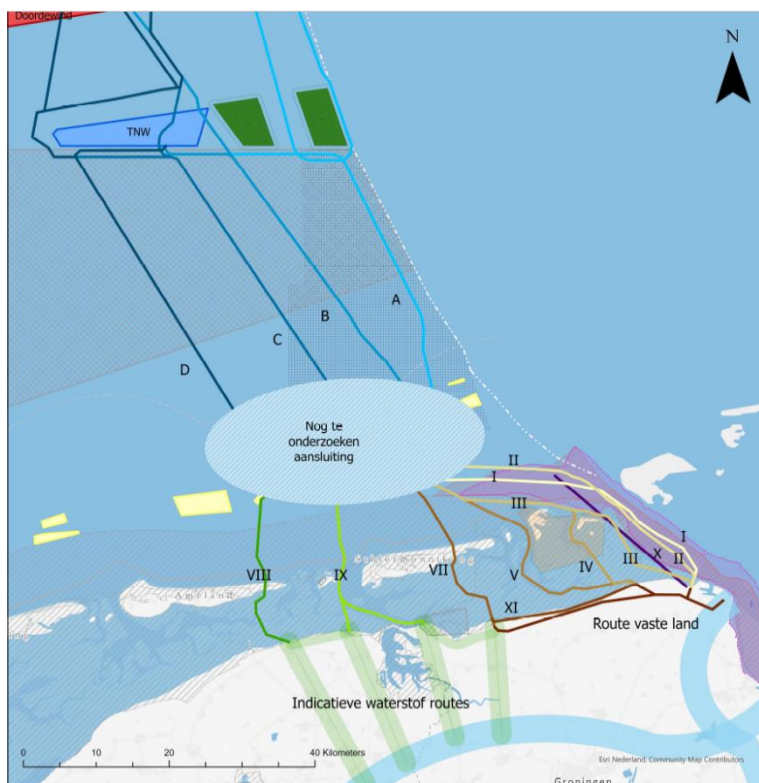 Doordewind
N
TNW
A
B
C
D
Nog te
onderzoeken
aansluiting
II
I
III
I
VIII
IX
VII
V
IV
III
X
II
Ameland
XI
Route vaste land
Indicatieve waterstof routes
0
10
20
40 Kilometers
Esri Nederland, Community Map Contributors
Groningen